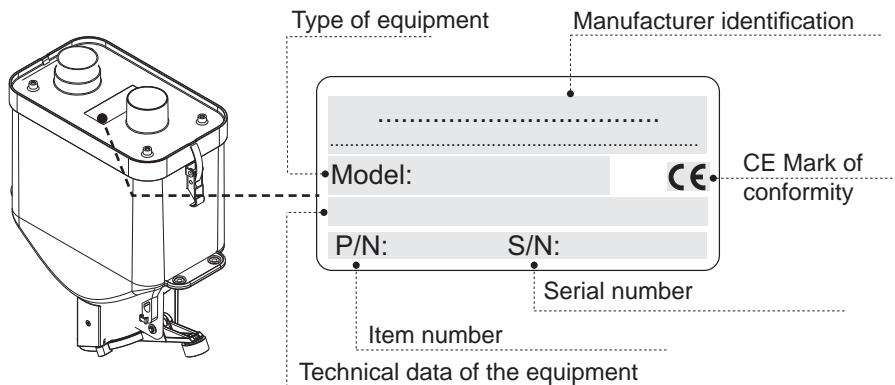 Type of equipment
Manufacturer identification
Model:
CE
CE Mark of
conformity
P/N:
S/N:
Serial number
Item number
Technical data of the equipment